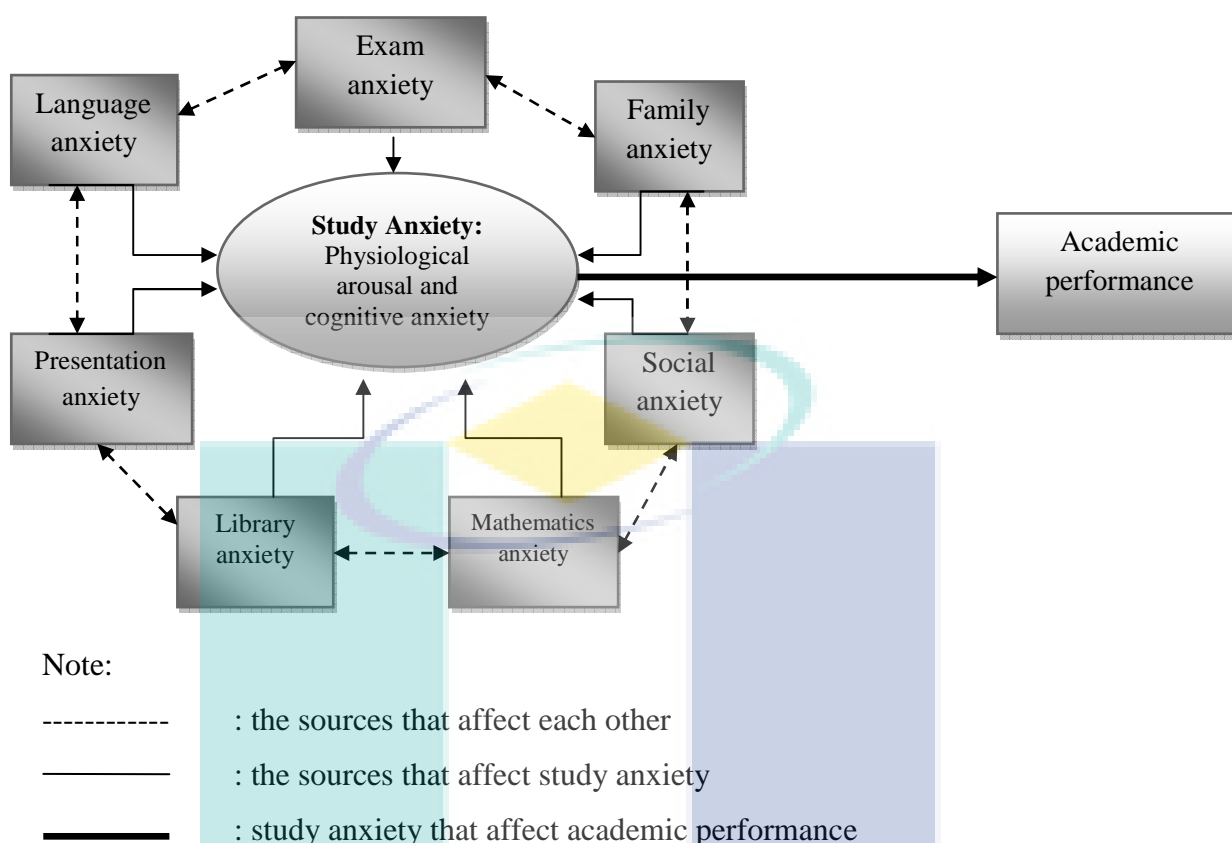 Exam
anxiety
Language
anxiety
Family
anxiety
Study Anxiety:
Physiological
arousal and
cognitive anxiety
Academic
performance
Presentation
anxiety
Social
anxiety
Library
anxiety
Mathematics
anxiety
Note:
: the sources that affect each other
: the sources that affect study anxiety
: study anxiety that affect academic performance